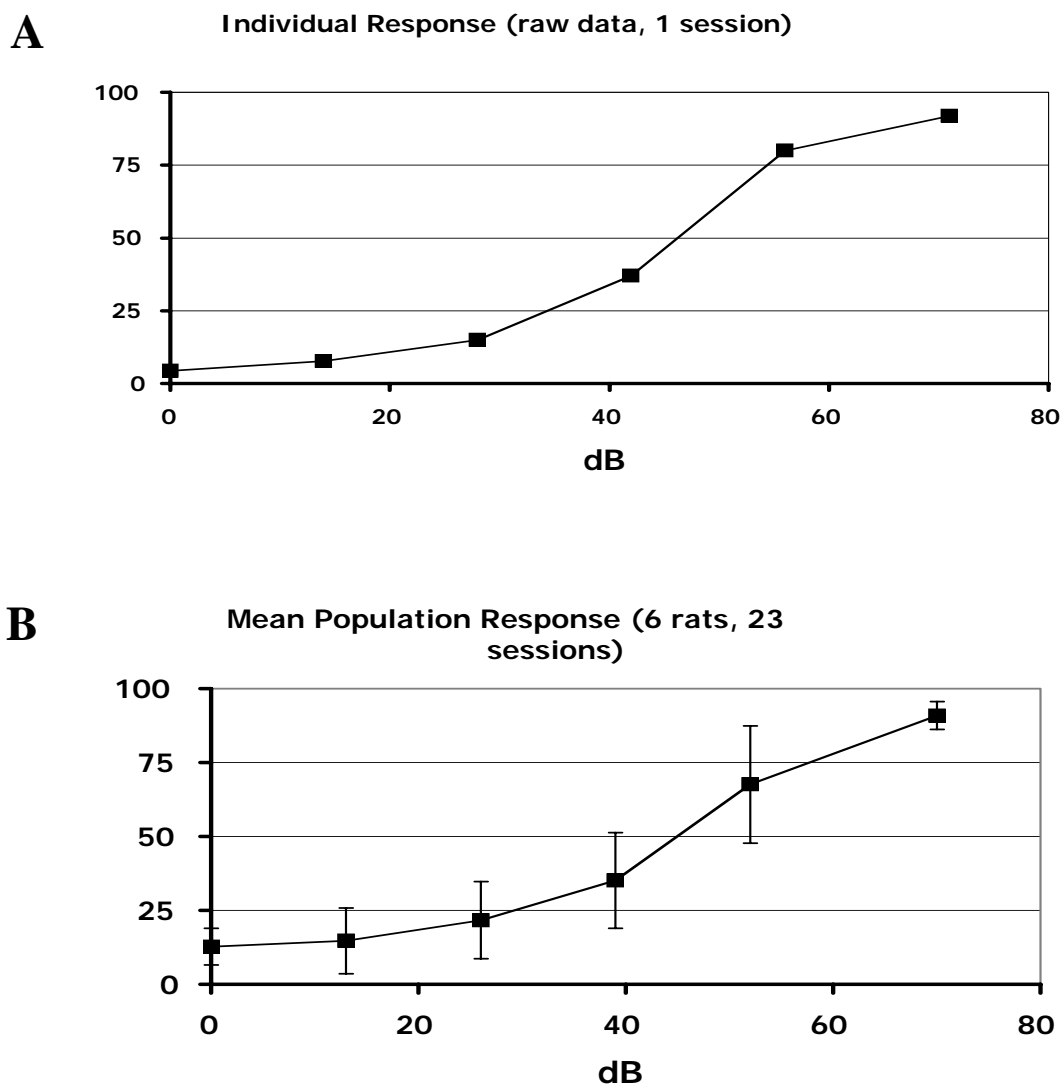 A
Individual Response (raw data, 1 session)
100
75
50
25
0
0 20 40 60 80
dB
B
Mean Population Response (6 rats, 23
sessions)
100
75
50
25
0
0 20 40 60 80
dB